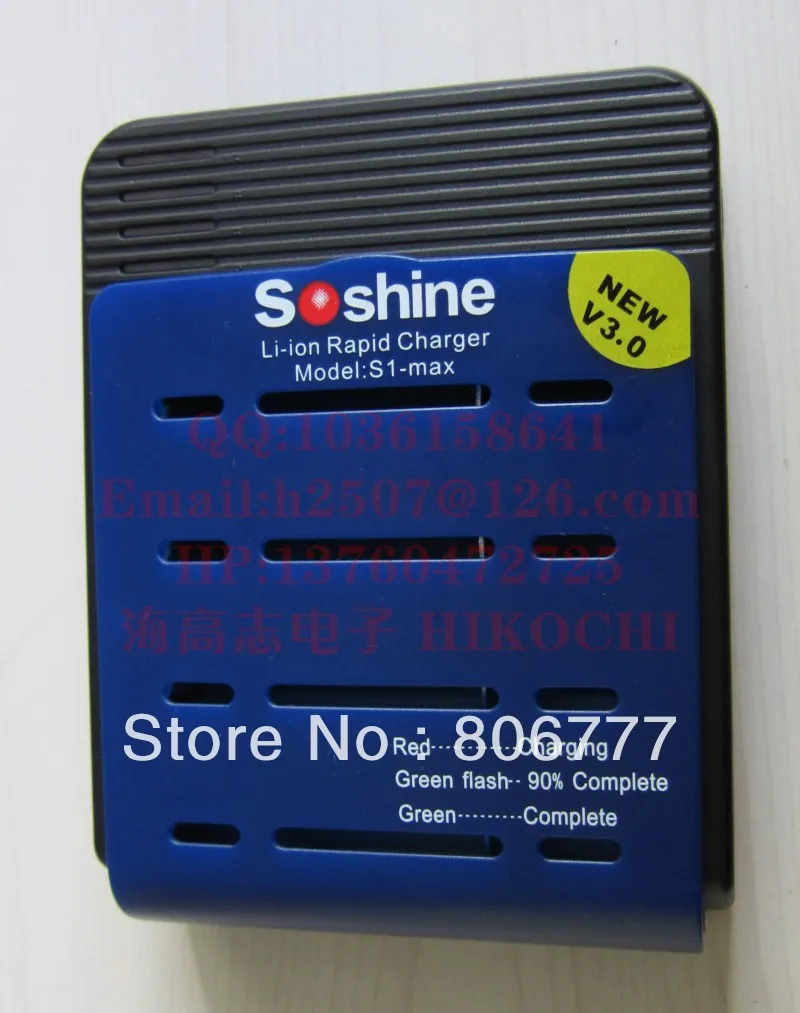 Soshine
Li-ion Rapid Charger
Model:S1-max
NEW
V3.0
QQ:1036158641
Email:h2507@126.com
HP:13760472725
海高志电子 HIKOCHI
Store No: 806777
Red-----------Charging
Green flash-- 90% Complete
Green---------Complete